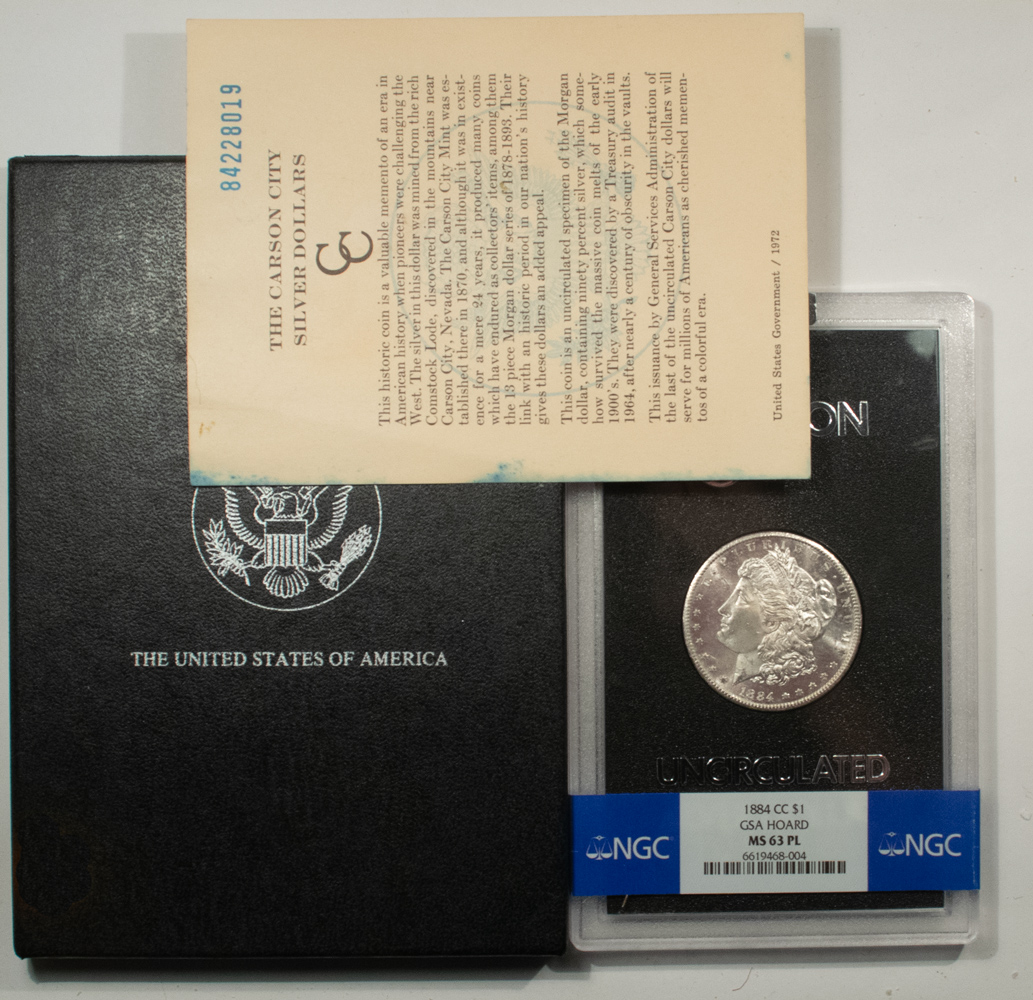 84228019
THE CARSON CITY
SILVER DOLLARS
CC
This historic coin is a valuable memento of an era in
American history when pioneers were challenging the
West. The silver in this dollar was mined from the rich
Comstock Lode, discovered in the mountains near
Carson City, Nevada. The Carson City Mint was es-
tablished there in 1870, and although it was in exist-
ence for a mere 24 years, it produced many coins
which have endured as collectors' items, among them
the 13 piece Morgan dollar series of 1878-1893. Their
link with an historic period in our nation's history
gives these dollars an added appeal.
This coin is an uncirculated specimen of the Morgan
dollar, containing ninety percent silver, which some-
how survived the massive coin melts of the early
1900's. They were discovered by a Treasury audit in
1964, after nearly a century of obscurity in the vaults.
This issuance by General Services Administration of
the last of the uncirculated Carson City dollars will
serve for millions of Americans as cherished memen-
tos of a colorful era.
United States Government / 1972
THE UNITED STATES OF AMERICA
ON
E PLURIBUS UNUM
1884
UNCIRCULATED
NGC
1884 CC $1
GSA HOARD
MS 63 PL
6619468-004
NGC